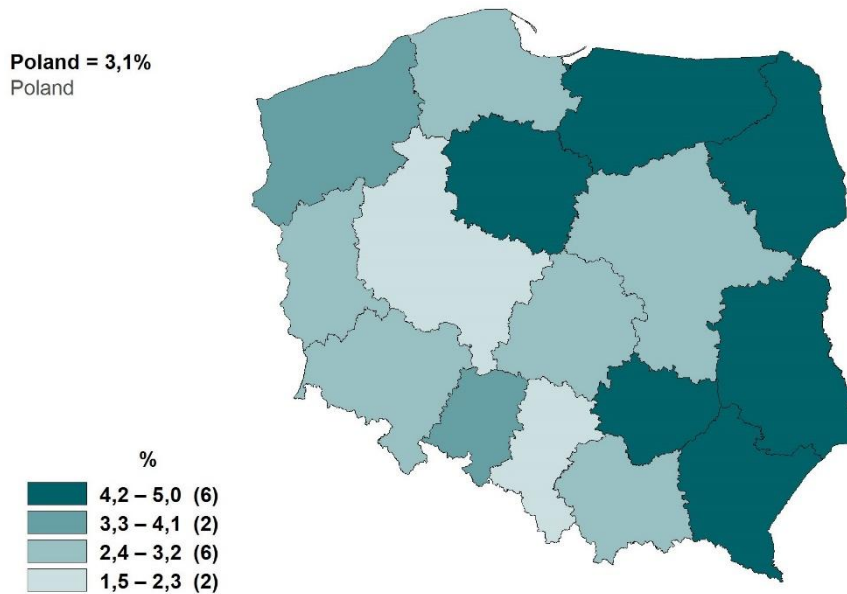 Poland = 3,1%
Poland
%
4,2 – 5,0 (6)
3,3 – 4,1 (2)
2,4 – 3,2 (6)
1,5 – 2,3 (2)